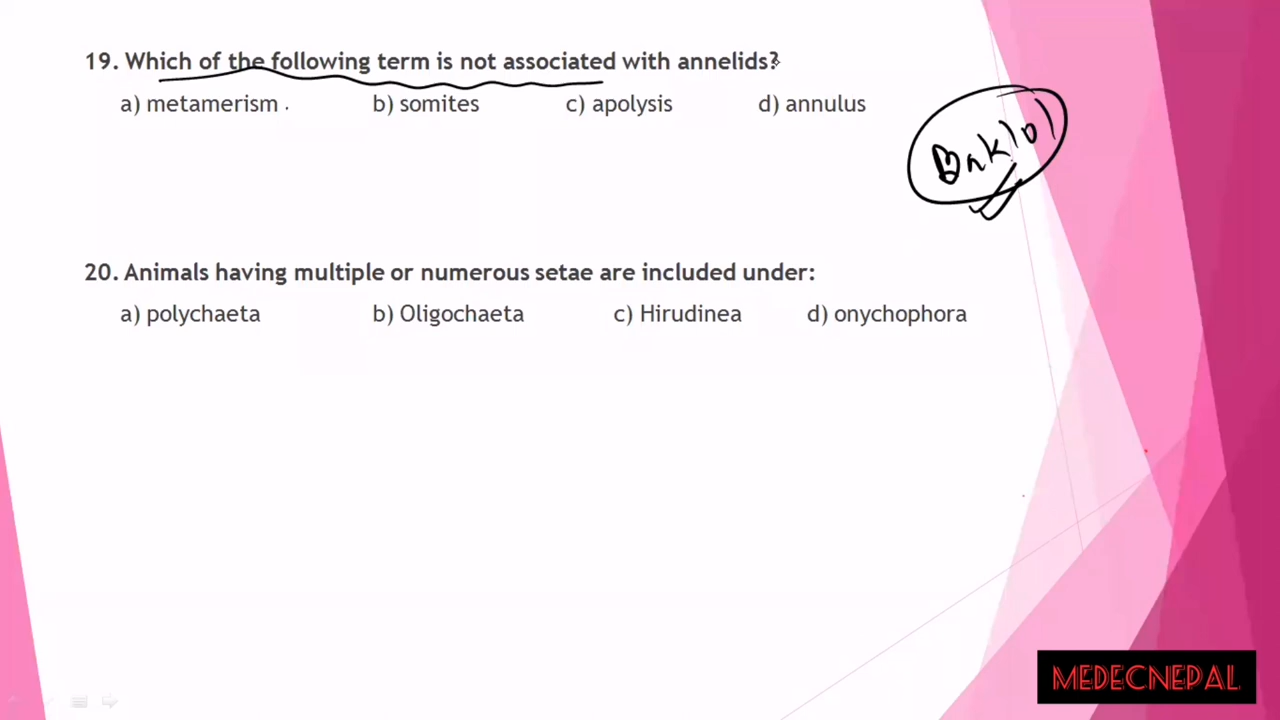 19. Which of the following term is not associated with annelids?
a) metamerism b) somites c) apolysis d) annulus
20. Animals having multiple or numerous setae are included under:
a) polychaeta b) Oligochaeta c) Hirudinea d) onychophora
MEDECNEPAL